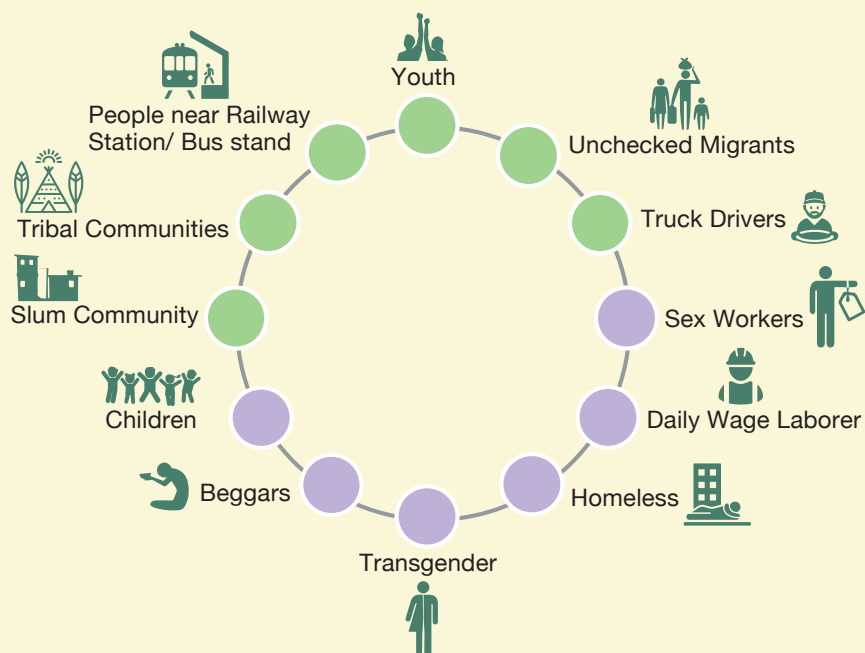 Youth
People near Railway
Station/ Bus stand
Unchecked Migrants
Tribal Communities
Truck Drivers
Slum Community
Sex Workers
Children
Daily Wage Laborer
Beggars
Homeless
Transgender